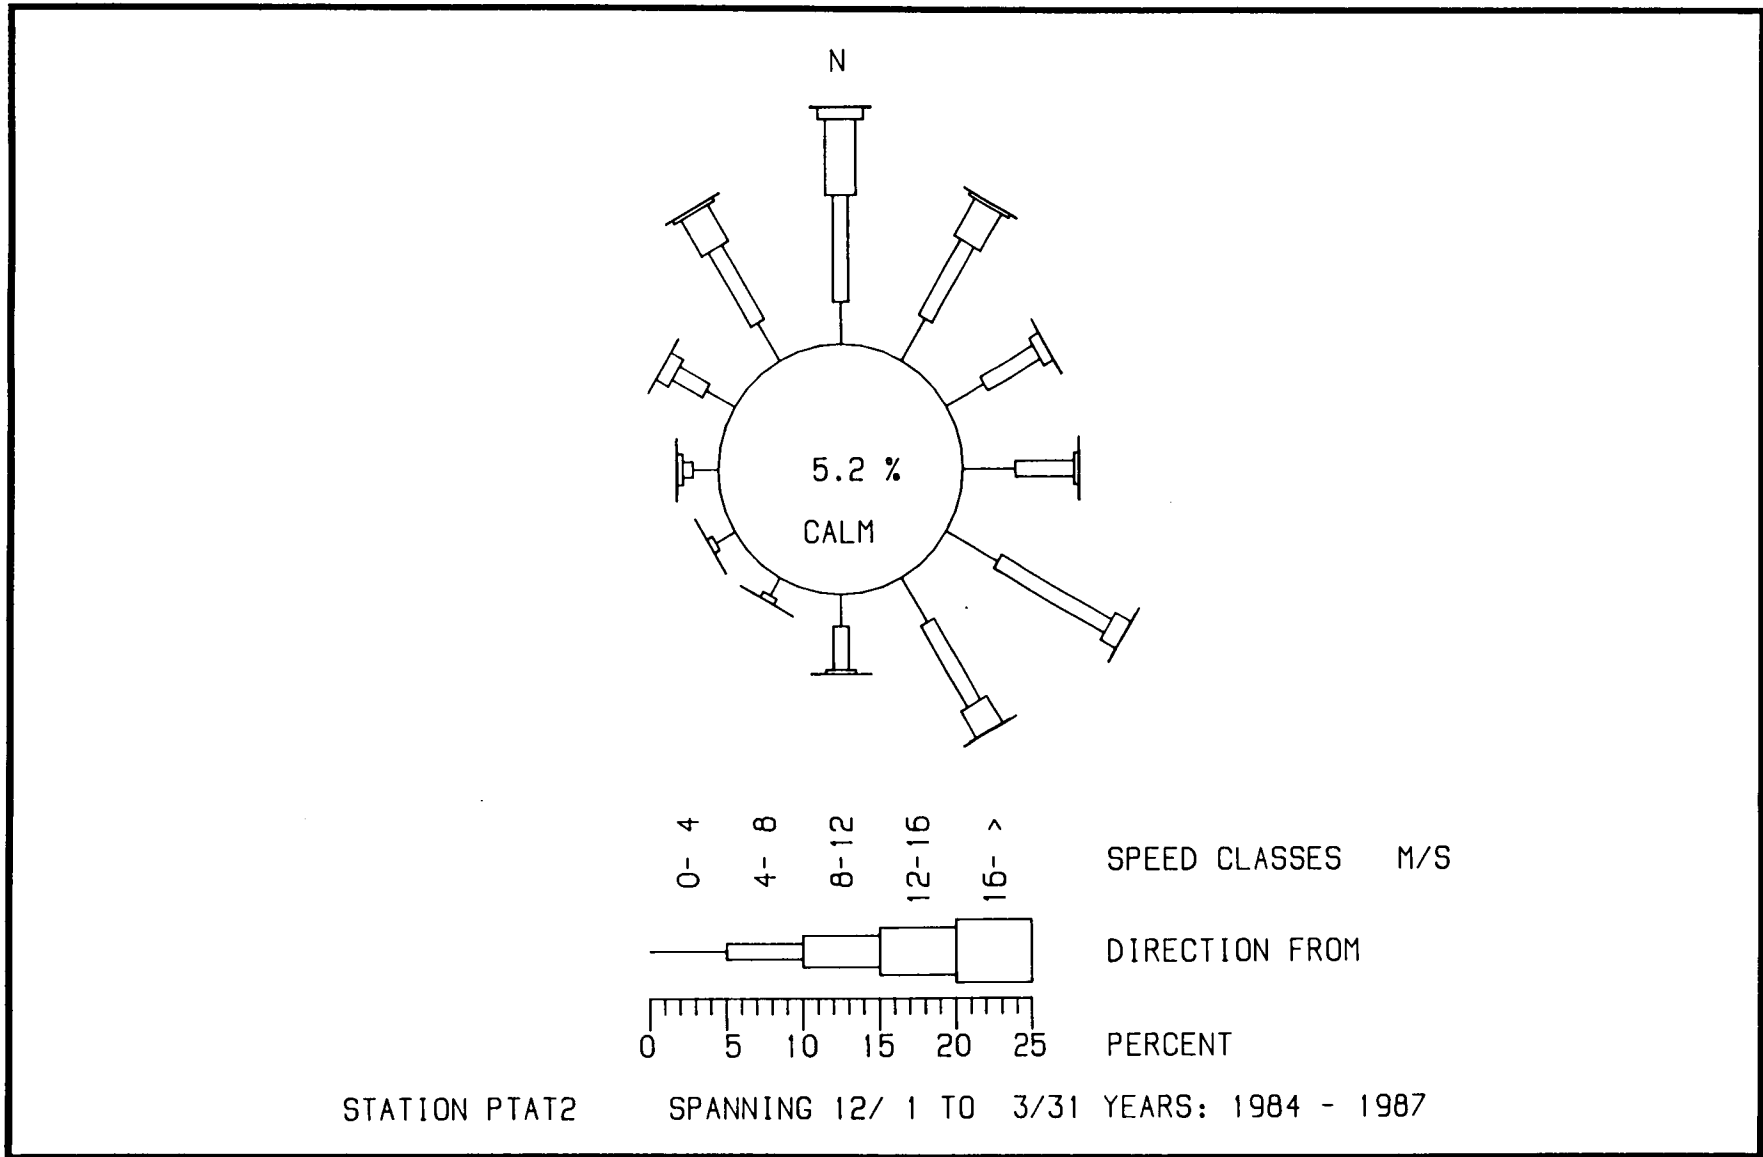 N
5.2 %
CALM
0- 4
4- 8
8-12
12-16
16- >
SPEED CLASSES M/S
DIRECTION FROM
0 5 10 15 20 25 PERCENT
STATION PTAT2 SPANNING 12/ 1 TO 3/31 YEARS: 1984 - 1987